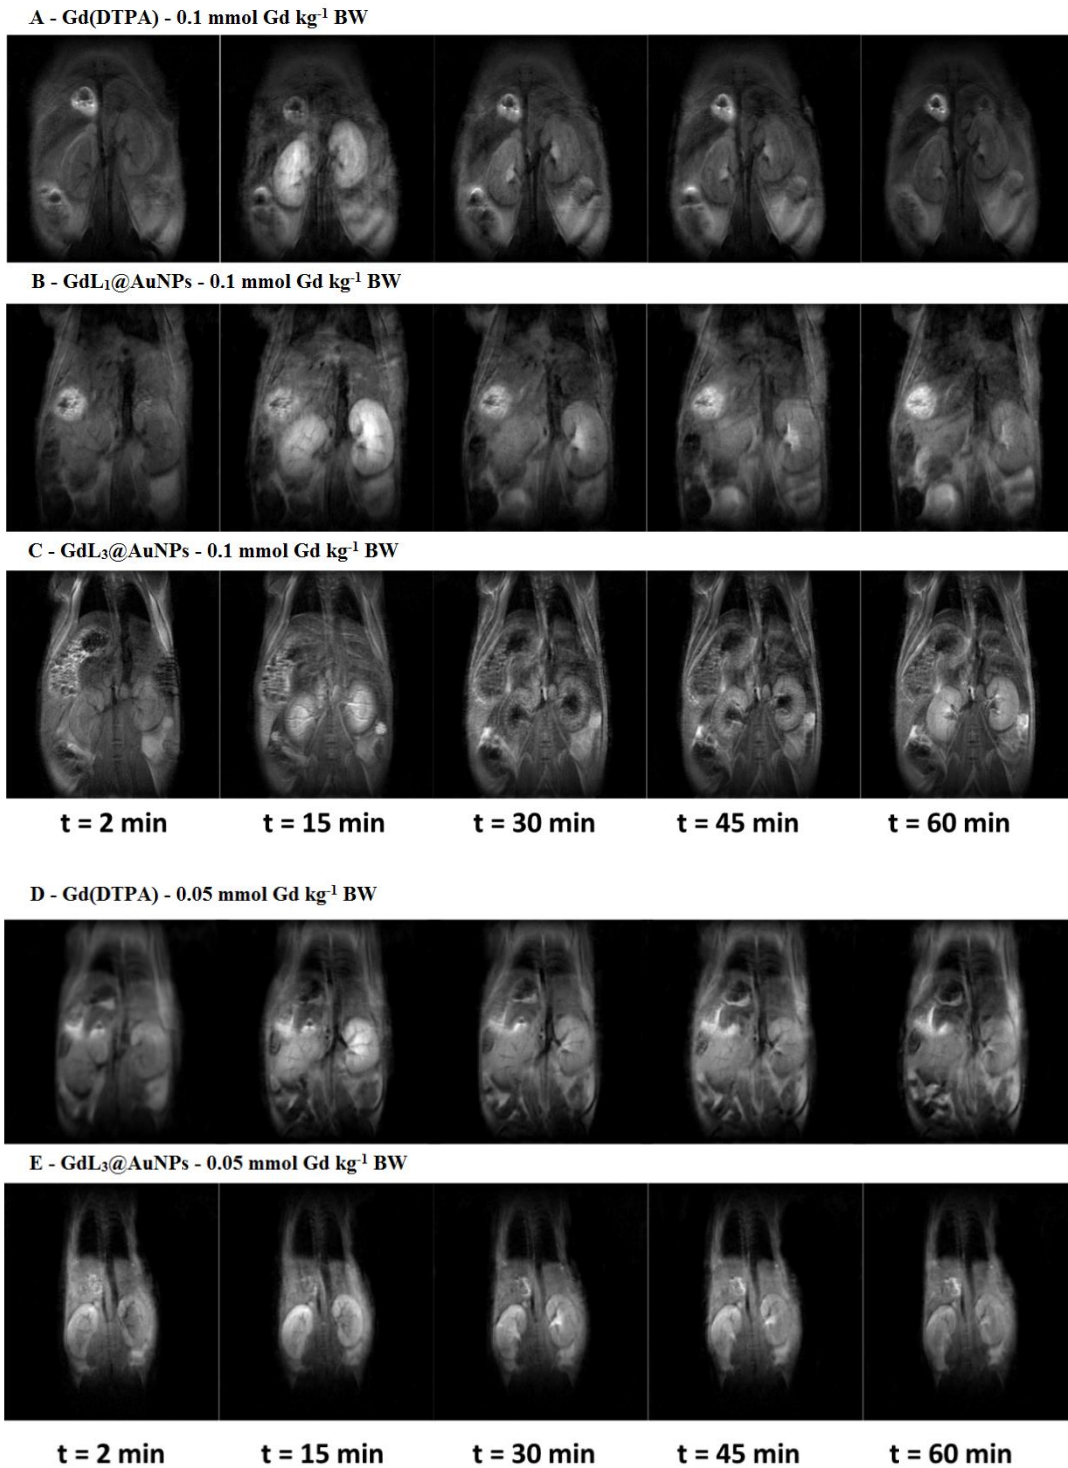 A - Gd(DTPA) - 0.1 mmol Gd kg⁻¹ BW
B - GdL₁@AuNPs - 0.1 mmol Gd kg⁻¹ BW
C - GdL₃@AuNPs - 0.1 mmol Gd kg⁻¹ BW
t = 2 min t = 15 min t = 30 min t = 45 min t = 60 min
D - Gd(DTPA) - 0.05 mmol Gd kg⁻¹ BW
E - GdL₃@AuNPs - 0.05 mmol Gd kg⁻¹ BW
t = 2 min t = 15 min t = 30 min t = 45 min t = 60 min